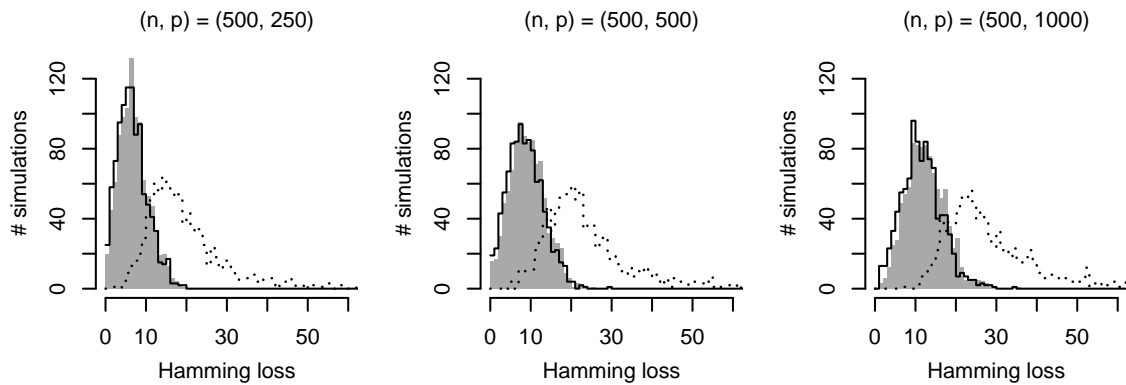 (n, p) = (500, 250)
(n, p) = (500, 500)
(n, p) = (500, 1000)
# simulations
0 40 80 120
0 10 30 50
Hamming loss
# simulations
0 40 80 120
0 10 30 50
Hamming loss
# simulations
0 40 80 120
0 10 30 50
Hamming loss